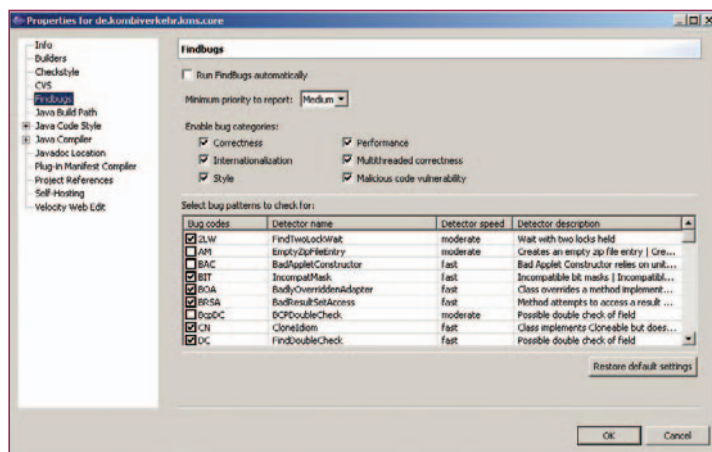 Properties for de.kombiverkehr.kms.core
Info
Builders
Checkstyle
CVS
Findbugs
Java Build Path
Java Code Style
Java Compiler
Javadoc Location
Plug-in Manifest Compiler
Project References
Self-Hosting
Velocity Web Edit
Findbugs
Run FindBugs automatically
Minimum priority to report: Medium
Enable bug categories:
Correctness Performance
Internationalization Multithreaded correctness
Style Malicious code vulnerability
Select bug patterns to check for:
Bug codes Detector name Detector speed Detector description
2LW FindTwoLockWait moderate Wait with two locks held
AM EmptyZipFileEntry moderate Creates an empty zip file entry | Cre...
BAC BadAppletConstructor fast Bad Applet Constructor relies on unit...
BIT IncompatMask fast Incompatible bit masks | Incompatibl...
BOA BadlyOverriddenAdapter fast Class overrides a method implement...
BRSA BadResultSetAccess fast Method attempts to access a result ...
BcpDC BCPDoubleCheck moderate Possible double check of field
CN CloneIdiom fast Class implements Cloneable but does...
DC FindDoubleCheck fast Possible double check of field
Restore default settings
OK Cancel